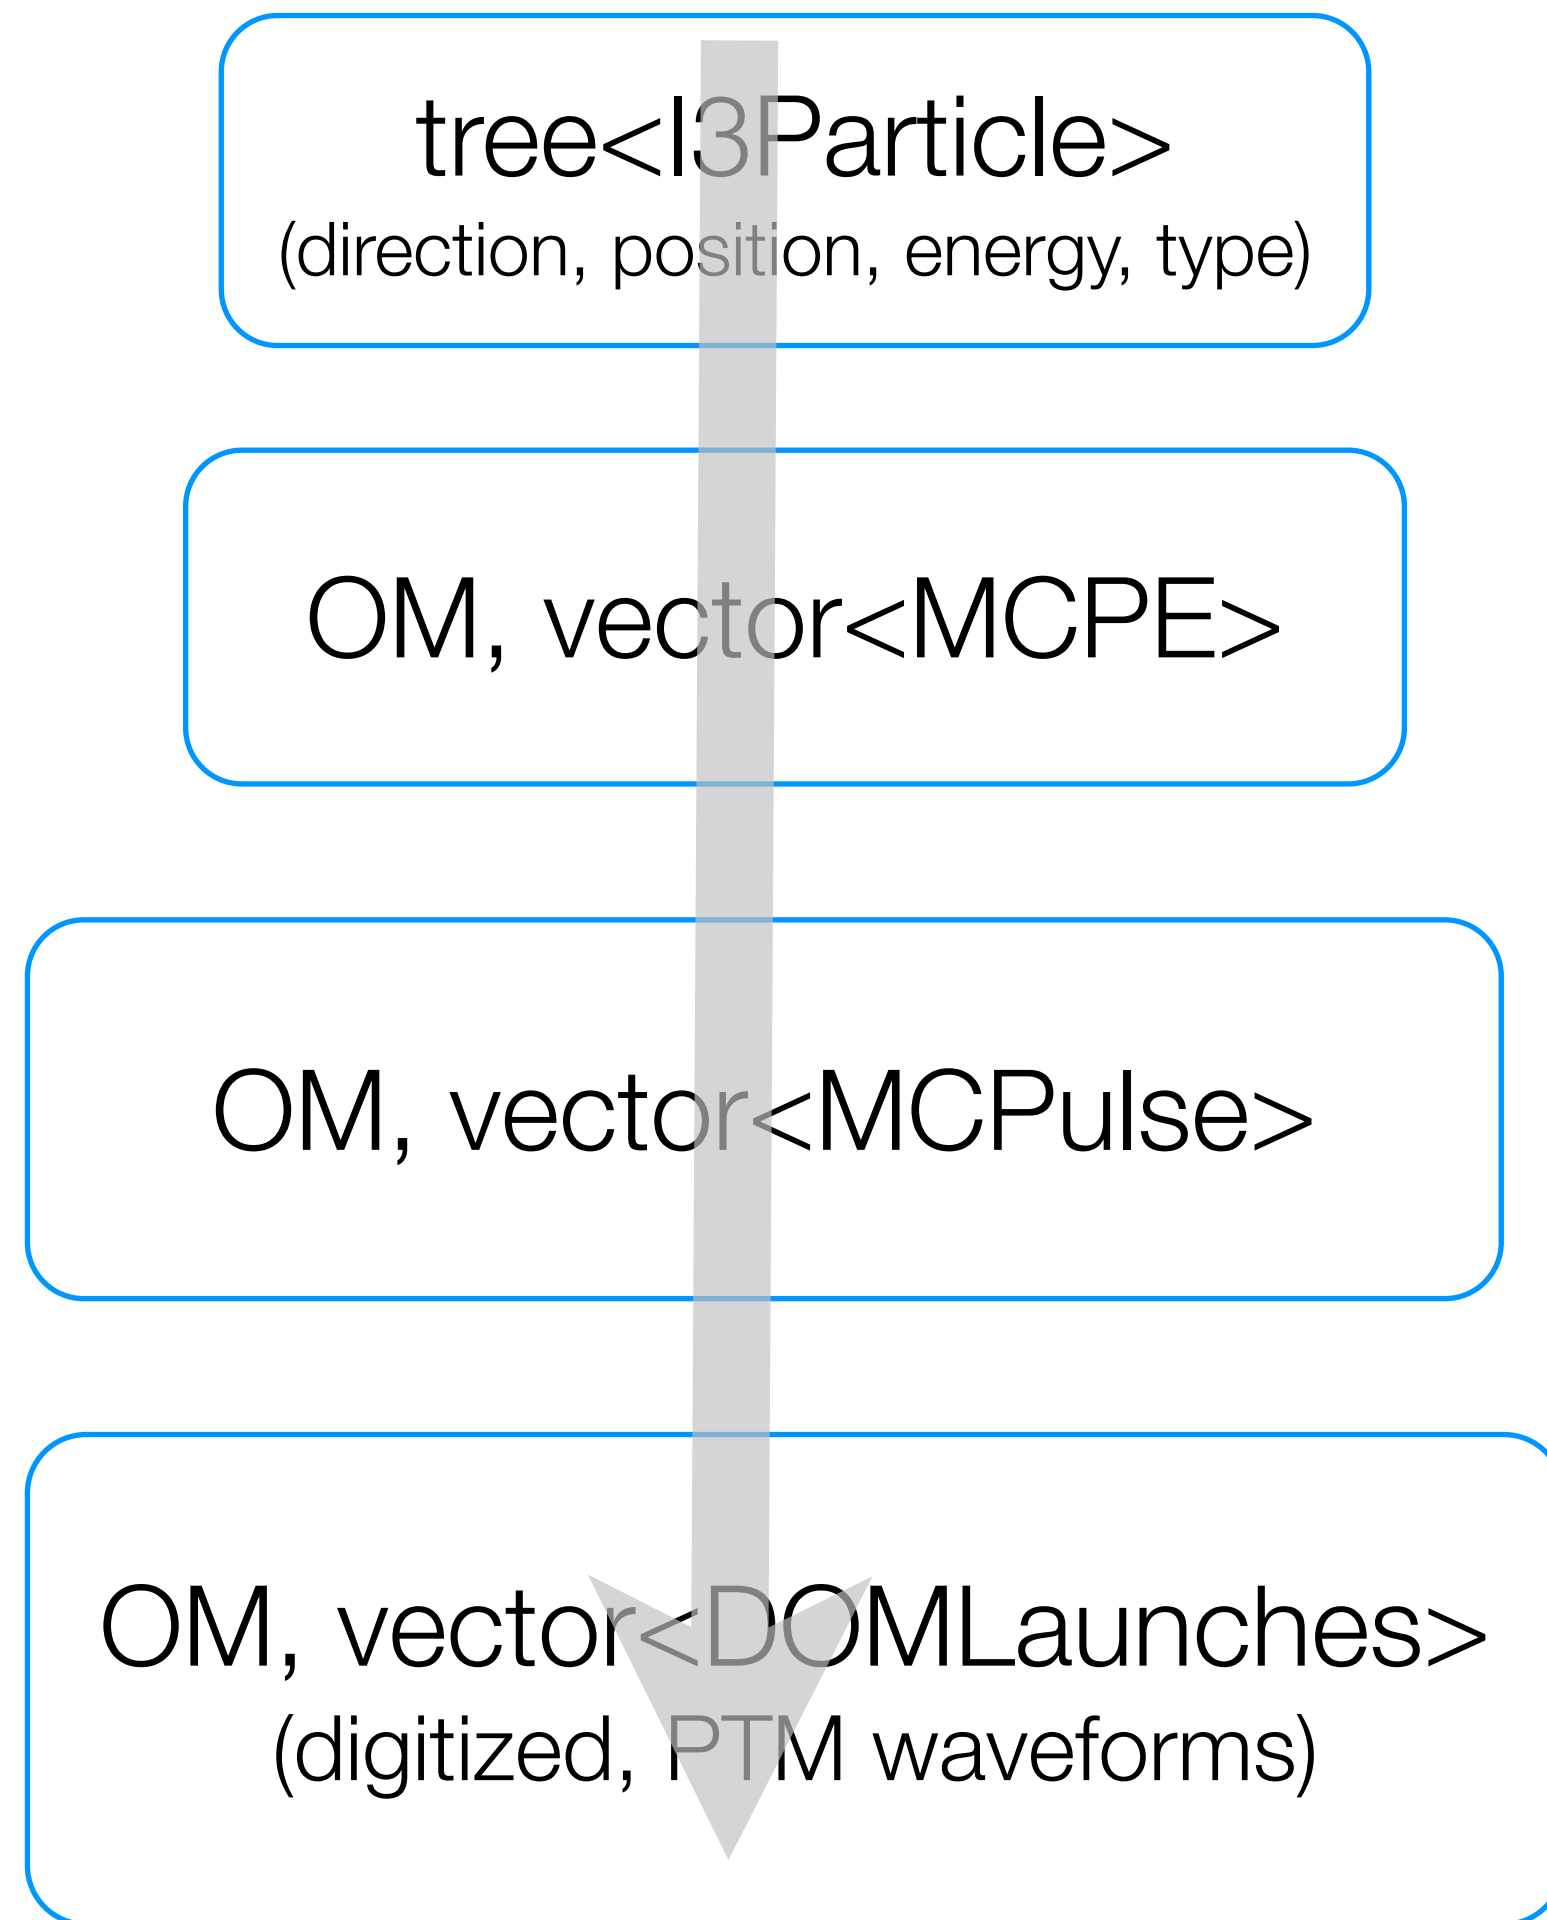 tree<I3Particle>
(direction, position, energy, type)
OM, vector<MCPE>
OM, vector<MCPulse>
OM, vector<DOMLaunches>
(digitized, PTM waveforms)